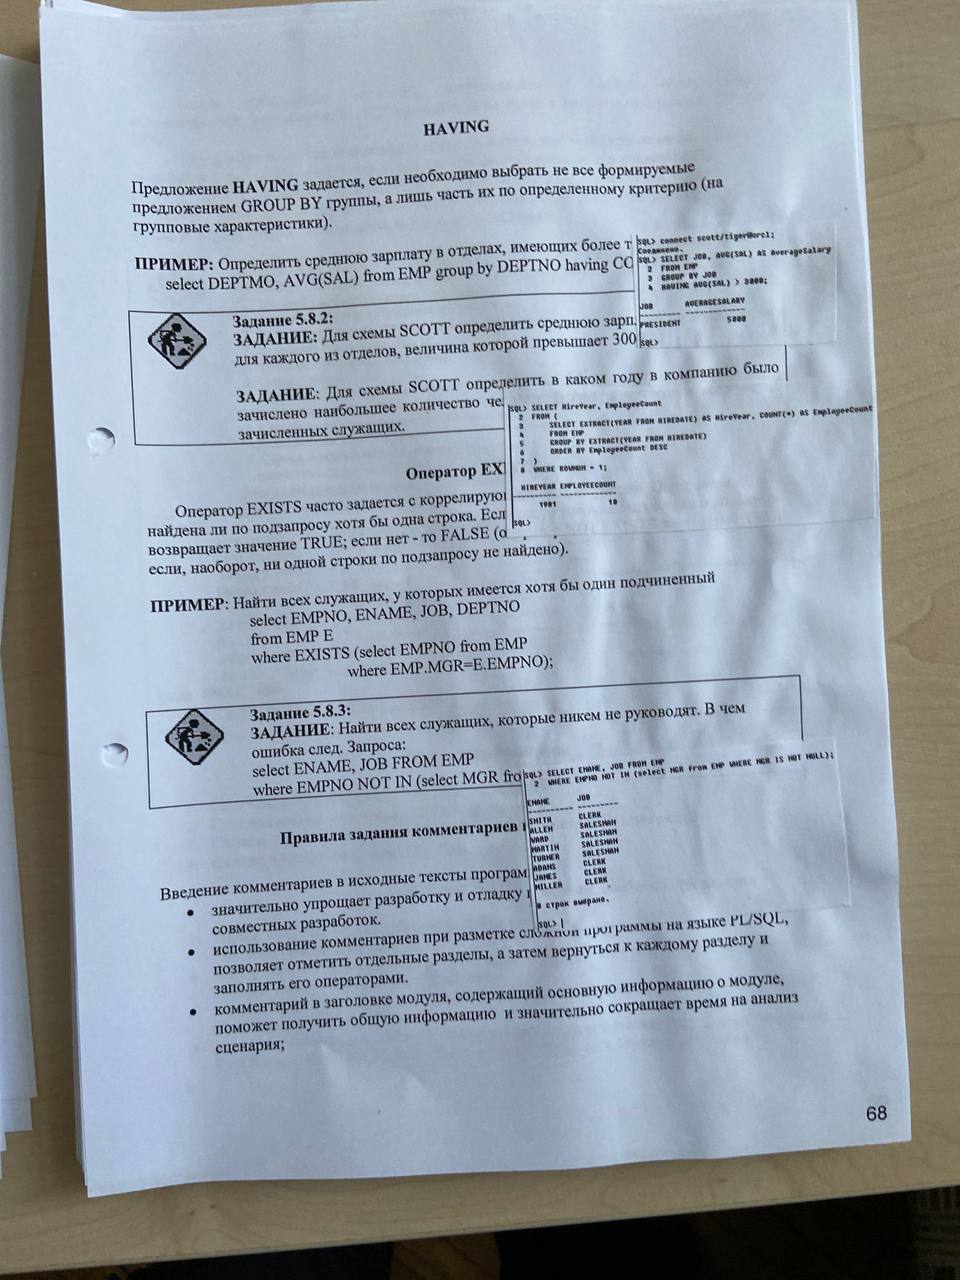 HAVING
Предложение HAVING задается, если необходимо выбрать не все формируемые
предложением GROUP BY группы, а лишь часть их по определенному критерию (на
групповые характеристики).
ПРИМЕР: Определить среднюю зарплату в отделах, имеющих более т
select DEPTMO, AVG(SAL) from EMP group by DEPTNO having CO
SQL> connect scott/tiger@orcl;
Соединено.
SQL> SELECT JOB, AVG(SAL) AS AverageSalary
2 FROM EMP
3 GROUP BY JOB
4 HAVING AVG(SAL) > 3000;
JOB AVERAGESALARY
--------- -------------
PRESIDENT 5000
SQL>
Задание 5.8.2:
ЗАДАНИЕ: Для схемы SCOTT определить среднюю зарп
для каждого из отделов, величина которой превышает 300
ЗАДАНИЕ: Для схемы SCOTT определить в каком году в компанию было
зачислено наибольшее количество че
зачисленных служащих.
SQL> SELECT HireYear, EmployeeCount
2 FROM (
3 SELECT EXTRACT(YEAR FROM HIREDATE) AS HireYear, COUNT(*) AS EmployeeCount
4 FROM EMP
5 GROUP BY EXTRACT(YEAR FROM HIREDATE)
6 ORDER BY EmployeeCount DESC
7 )
8 WHERE ROWNUM = 1;
HIREYEAR EMPLOYEECOUNT
---------- -------------
1981 10
SQL>
Оператор EX
Оператор EXISTS часто задается с коррелирую
найдена ли по подзапросу хотя бы одна строка. Есл
возвращает значение TRUE; если нет - то FALSE (о
если, наоборот, ни одной строки по подзапросу не найдено).
ПРИМЕР: Найти всех служащих, у которых имеется хотя бы один подчиненный
select EMPNO, ENAME, JOB, DEPTNO
from EMP E
where EXISTS (select EMPNO from EMP
where EMP.MGR=E.EMPNO);
Задание 5.8.3:
ЗАДАНИЕ: Найти всех служащих, которые никем не руководят. В чем
ошибка след. Запроса:
select ENAME, JOB FROM EMP
where EMPNO NOT IN (select MGR fro
SQL> SELECT ENAME, JOB FROM EMP
2 WHERE EMPNO NOT IN (select MGR from EMP WHERE MGR IS NOT NULL);
ENAME JOB
---------- ---------
SMITH CLERK
ALLEN SALESMAN
WARD SALESMAN
MARTIN SALESMAN
TURNER SALESMAN
ADAMS CLERK
JAMES CLERK
MILLER CLERK
8 строк выбрано.
SQL>
Правила задания комментариев
Введение комментариев в исходные тексты програм
• значительно упрощает разработку и отладку
совместных разработок.
• использование комментариев при разметке сложной программы на языке PL/SQL,
позволяет отметить отдельные разделы, а затем вернуться к каждому разделу и
заполнять его операторами.
• комментарий в заголовке модуля, содержащий основную информацию о модуле,
поможет получить общую информацию и значительно сокращает время на анализ
сценария;
68